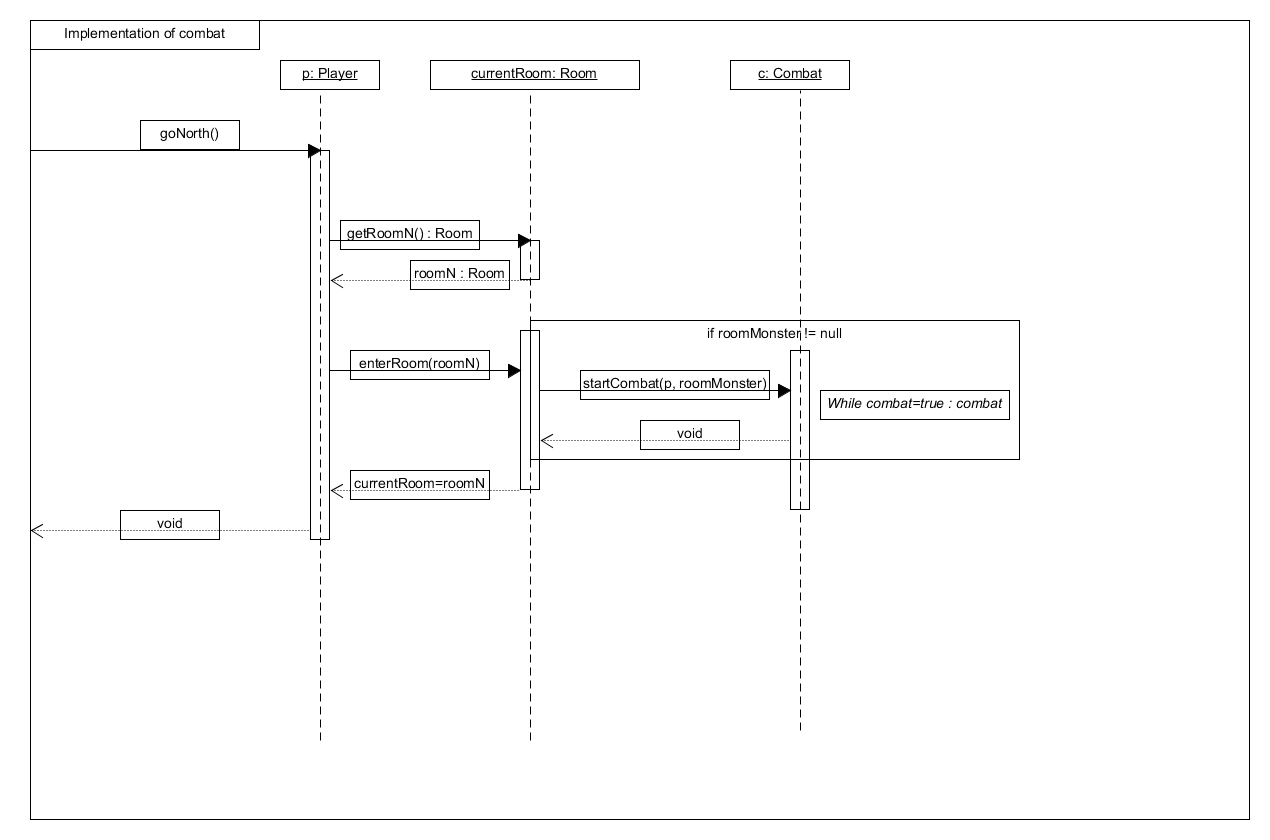 Implementation of combat
p: Player
currentRoom: Room
c: Combat
goNorth()
getRoomN() : Room
roomN : Room
if roomMonster != null
enterRoom(roomN)
startCombat(p, roomMonster)
While combat=true : combat
void
currentRoom=roomN
void